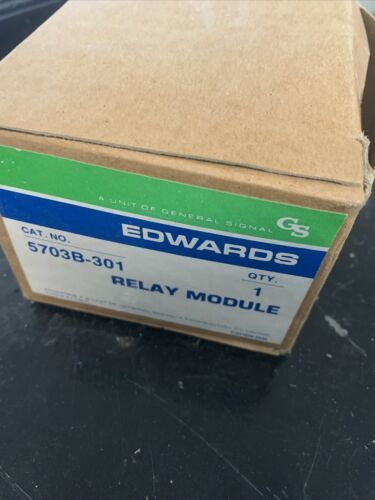 A UNIT OF GENERAL SIGNAL
GS
EDWARDS
CAT. NO.
5703B-301
QTY.
1
RELAY MODULE